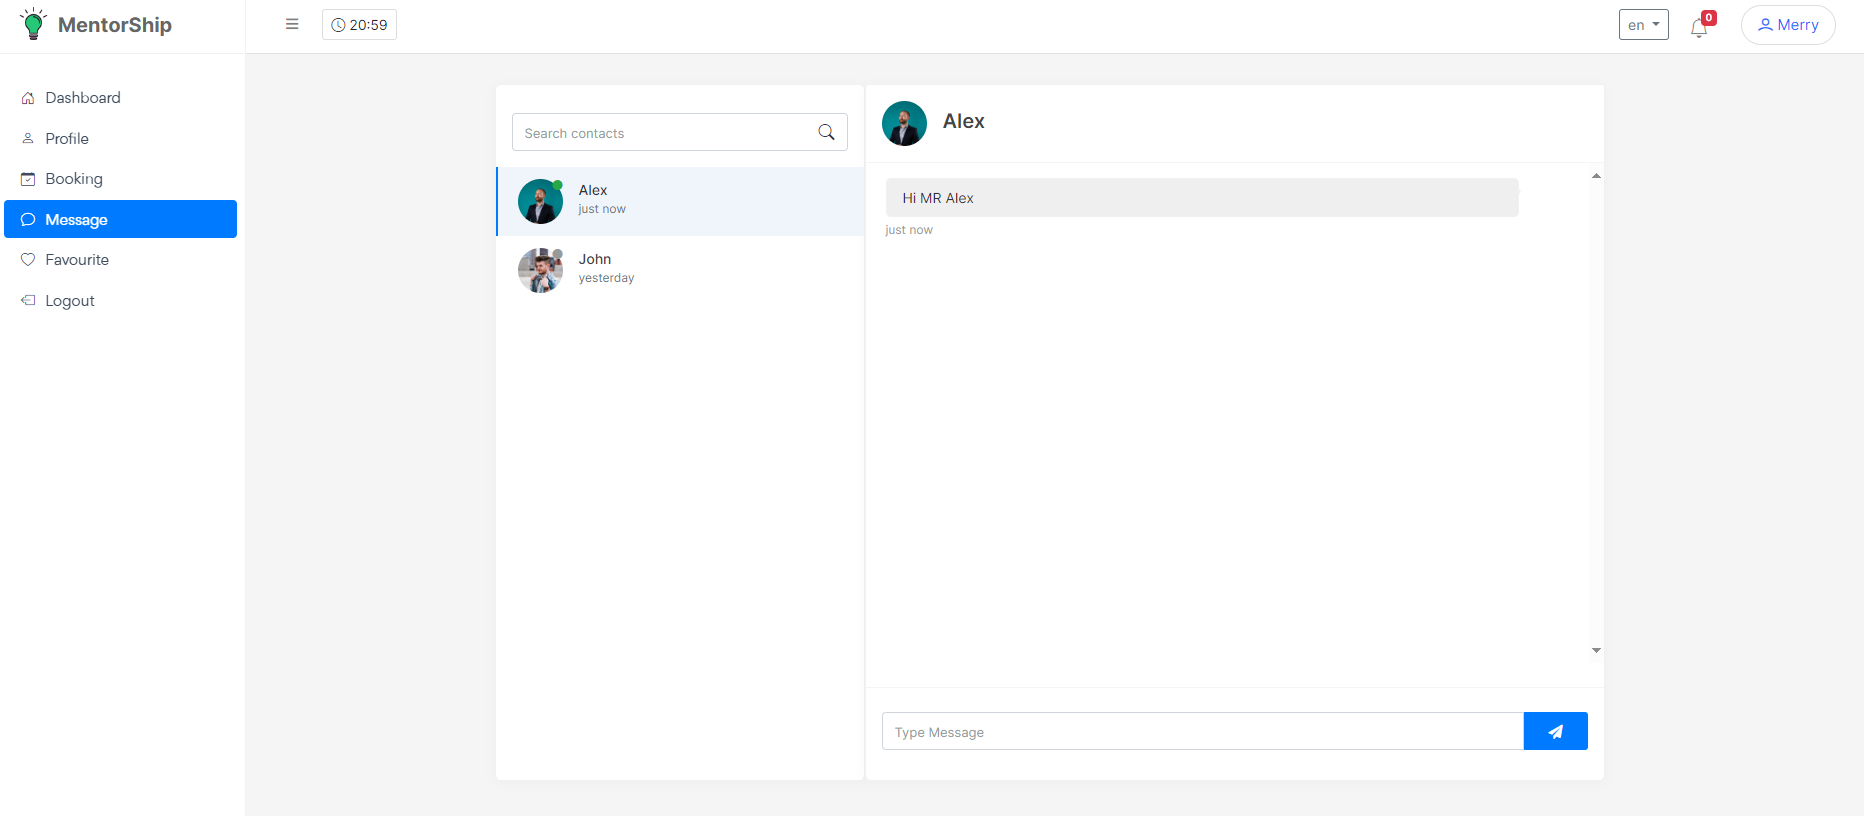 MentorShip
20:59
en
0
Merry
Dashboard
Profile
Booking
Message
Favourite
Logout
Search contacts
Alex
just now
John
yesterday
Alex
Hi MR Alex
just now
Type Message